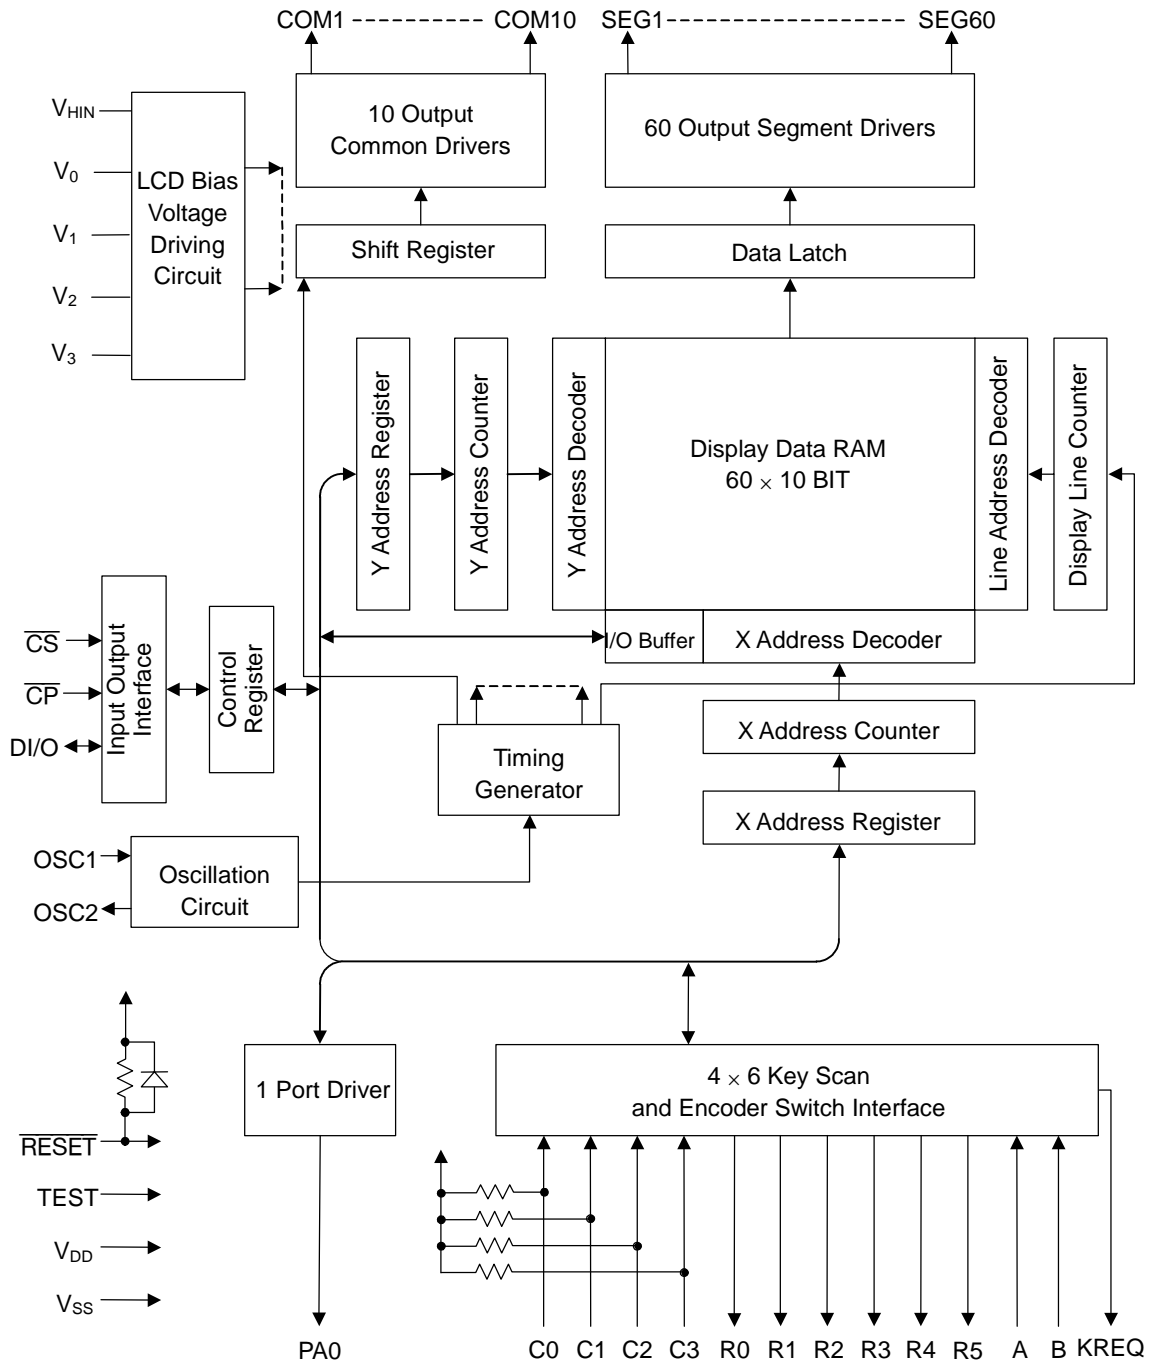 COM1 COM10 SEG1 SEG60
10 Output
Common Drivers
60 Output Segment Drivers
VHIN
V0
V1
V2
V3
LCD Bias
Voltage
Driving
Circuit
Shift Register
Data Latch
Y Address Register
Y Address Counter
Y Address Decoder
Display Data RAM
60 × 10 BIT
Line Address Decoder
Display Line Counter
I/O Buffer
X Address Decoder
C̅S̅
C̅P̅
DI/O
Input Output
Interface
Control
Register
X Address Counter
Timing
Generator
X Address Register
OSC1
OSC2
Oscillation
Circuit
1 Port Driver
4 × 6 Key Scan
and Encoder Switch Interface
R̅E̅S̅E̅T̅
TEST
VDD
VSS
PA0 C0 C1 C2 C3 R0 R1 R2 R3 R4 R5 A B KREQ